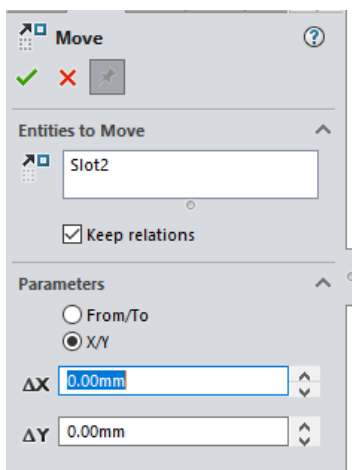 Move
Entities to Move
Slot2
Keep relations
Parameters
From/To
X/Y
ΔX 0.00mm
ΔY 0.00mm